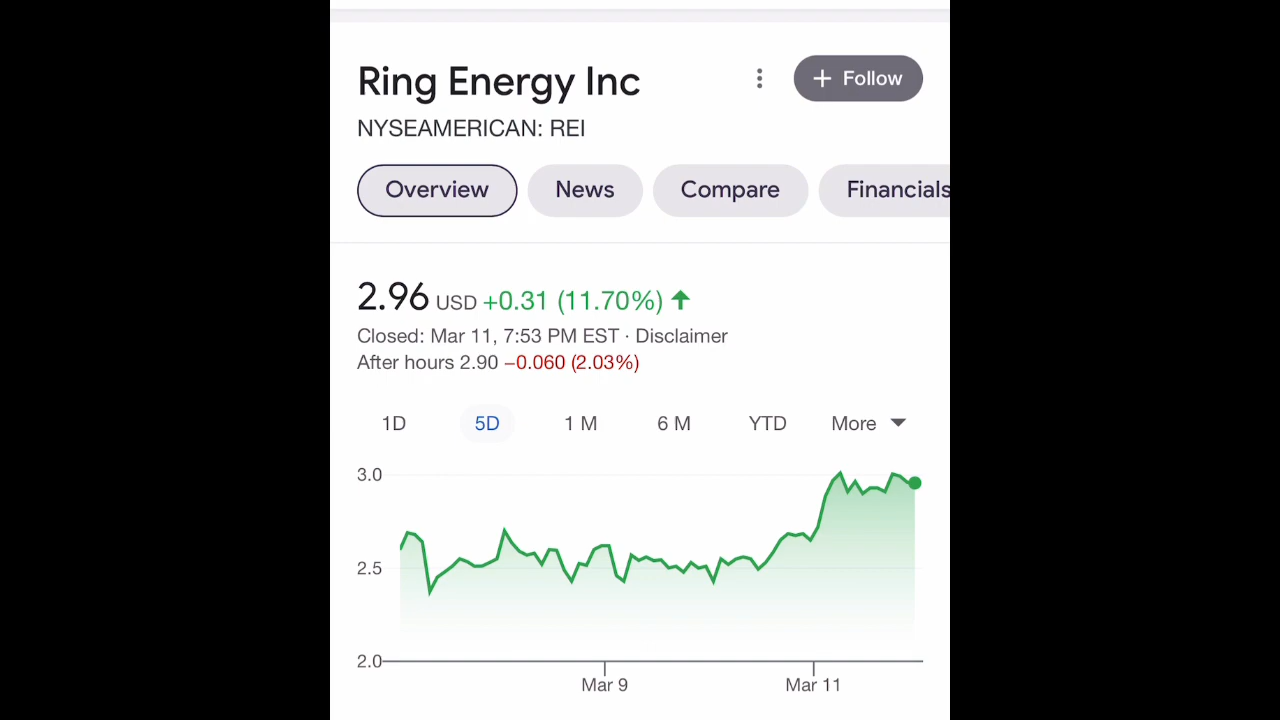 Ring Energy Inc
+ Follow
NYSEAMERICAN: REI
Overview
News
Compare
Financials
2.96 USD +0.31 (11.70%)
Closed: Mar 11, 7:53 PM EST · Disclaimer
After hours 2.90 −0.060 (2.03%)
1D 5D 1 M 6 M YTD More
3.0
2.5
2.0
Mar 9 Mar 11